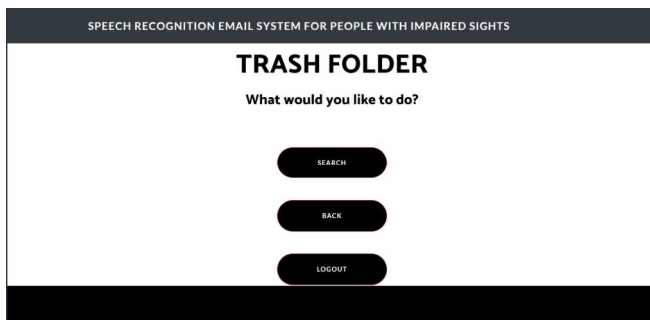 SPEECH RECOGNITION EMAIL SYSTEM FOR PEOPLE WITH IMPAIRED SIGHTS
TRASH FOLDER
What would you like to do?
SEARCH
BACK
LOGOUT